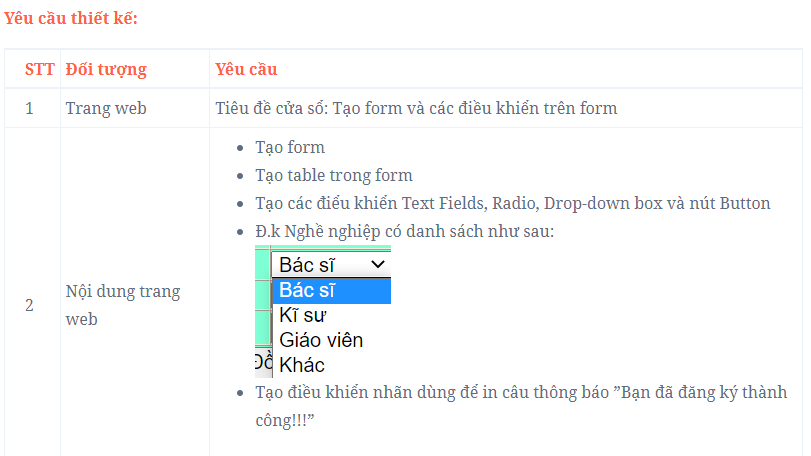 Yêu cầu thiết kế:
STT Đối tượng Yêu cầu
1 Trang web Tiêu đề cửa sổ: Tạo form và các điều khiển trên form
2 Nội dung trang web
Tạo form
Tạo table trong form
Tạo các điểu khiển Text Fields, Radio, Drop-down box và nút Button
Đ.k Nghề nghiệp có danh sách như sau:
Bác sĩ
Bác sĩ
Kĩ sư
Giáo viên
Khác
Đồ
Tạo điều khiển nhãn dùng để in câu thông báo ”Bạn đã đăng ký thành
công!!!”